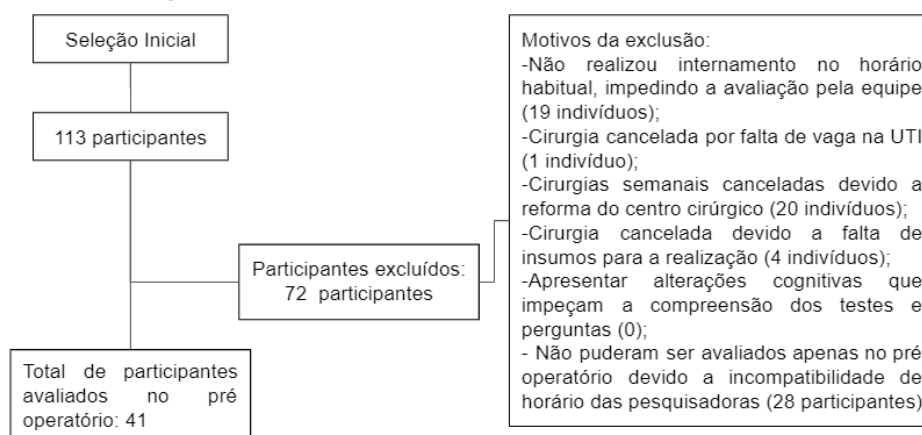 Seleção Inicial
113 participantes
Participantes excluídos:
72 participantes
Total de participantes
avaliados no pré
operatório: 41
Motivos da exclusão:
-Não realizou internamento no horário
habitual, impedindo a avaliação pela equipe
(19 indivíduos);
-Cirurgia cancelada por falta de vaga na UTI
(1 indivíduo);
-Cirurgias semanais canceladas devido a
reforma do centro cirúrgico (20 indivíduos);
-Cirurgia cancelada devido a falta de
insumos para a realização (4 indivíduos);
-Apresentar alterações cognitivas que
impeçam a compreensão dos testes e
perguntas (0);
- Não puderam ser avaliados apenas no pré
operatório devido a incompatibilidade de
horário das pesquisadoras (28 participantes)